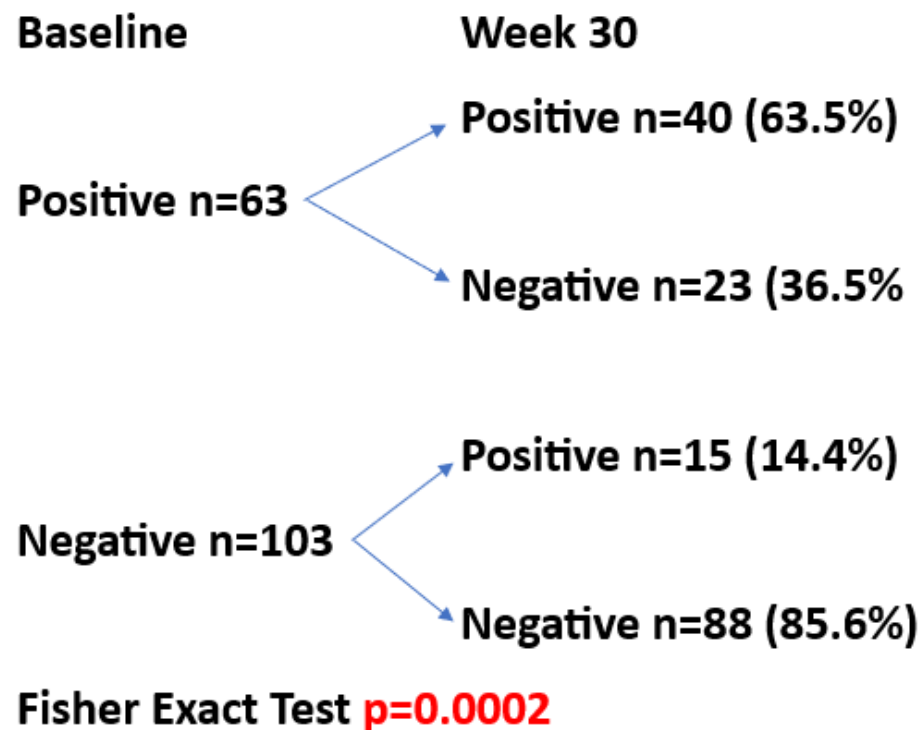 Baseline Week 30
Positive n=40 (63.5%)
Positive n=63
Negative n=23 (36.5%
Positive n=15 (14.4%)
Negative n=103
Negative n=88 (85.6%)
Fisher Exact Test p=0.0002